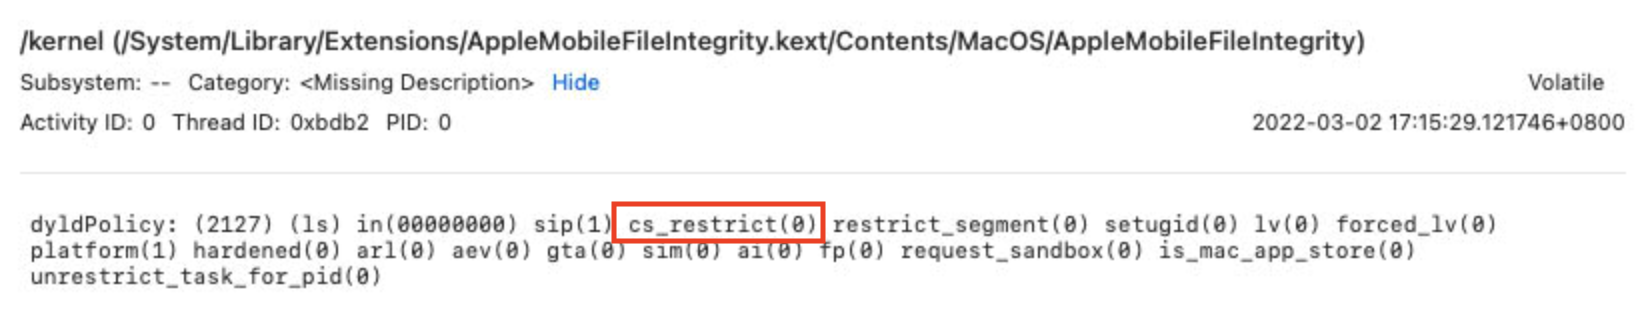 /kernel (/System/Library/Extensions/AppleMobileFileIntegrity.kext/Contents/MacOS/AppleMobileFileIntegrity)
Subsystem: -- Category: <Missing Description> Hide Volatile
Activity ID: 0 Thread ID: 0xbdb2 PID: 0 2022-03-02 17:15:29.121746+0800
dyldPolicy: (2127) (ls) in(00000000) sip(1) cs_restrict(0) restrict_segment(0) setugid(0) lv(0) forced_lv(0)
platform(1) hardened(0) arl(0) aev(0) gta(0) sim(0) ai(0) fp(0) request_sandbox(0) is_mac_app_store(0)
unrestrict_task_for_pid(0)